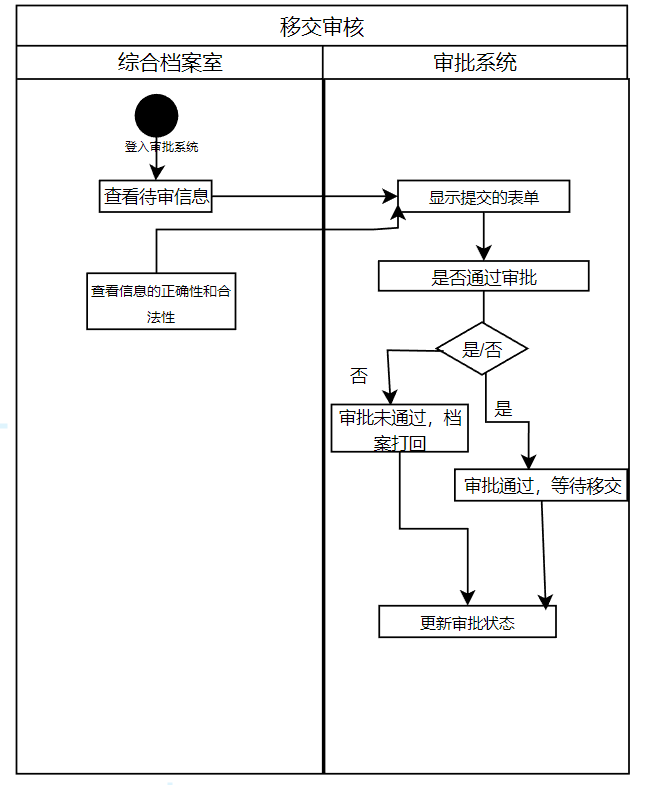 移交审核
综合档案室
审批系统
登入审批系统
查看待审信息
显示提交的表单
查看信息的正确性和合
法性
是否通过审批
是/否
否
是
审批未通过，档
案打回
审批通过，等待移交
更新审批状态